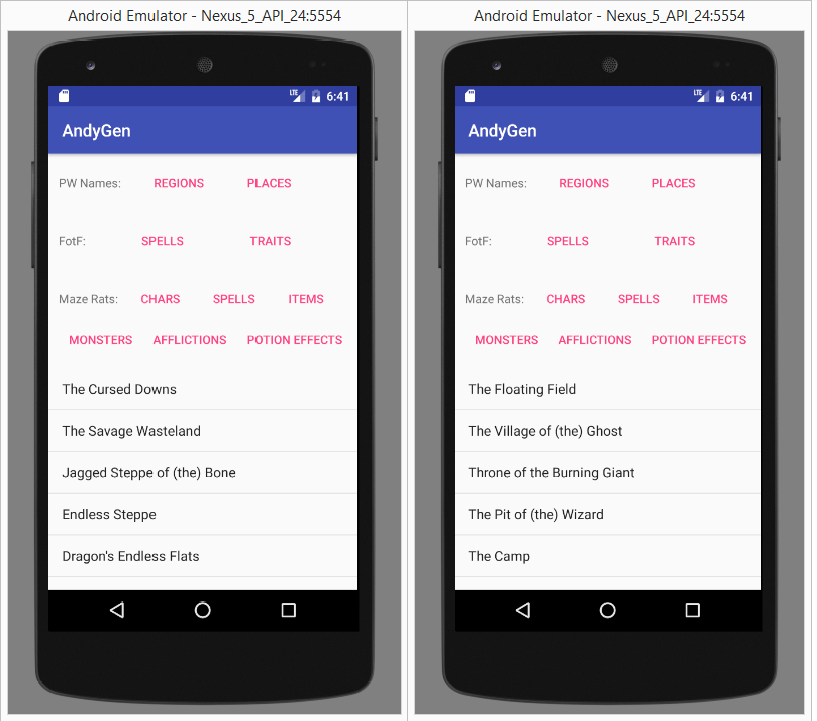 Android Emulator - Nexus_5_API_24:5554
LTE 6:41
AndyGen
PW Names: REGIONS PLACES
FotF: SPELLS TRAITS
Maze Rats: CHARS SPELLS ITEMS
MONSTERS AFFLICTIONS POTION EFFECTS
The Cursed Downs
The Savage Wasteland
Jagged Steppe of (the) Bone
Endless Steppe
Dragon's Endless Flats
Android Emulator - Nexus_5_API_24:5554
LTE 6:41
AndyGen
PW Names: REGIONS PLACES
FotF: SPELLS TRAITS
Maze Rats: CHARS SPELLS ITEMS
MONSTERS AFFLICTIONS POTION EFFECTS
The Floating Field
The Village of (the) Ghost
Throne of the Burning Giant
The Pit of (the) Wizard
The Camp